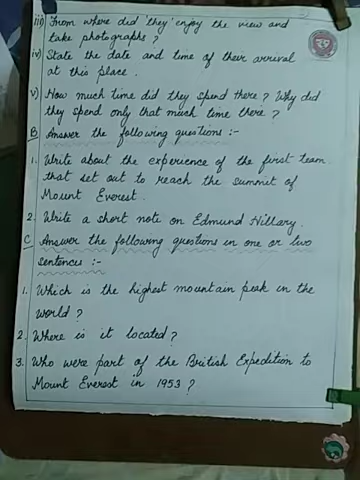 iii) From where did they enjoy the view and
take photographs?
iv) State the date and time of their arrival
at this place.
v) How much time did they spend there? Why did
they spend only that much time there?
B Answer the following questions :-
1. Write about the experience of the first team
that set out to reach the summit of
Mount Everest.
2. Write a short note on Edmund Hillary.
C Answer the following questions in one or two
sentences :-
1. Which is the highest mountain peak in the
world?
2. Where is it located?
3. Who were part of the British Expedition to
Mount Everest in 1953?